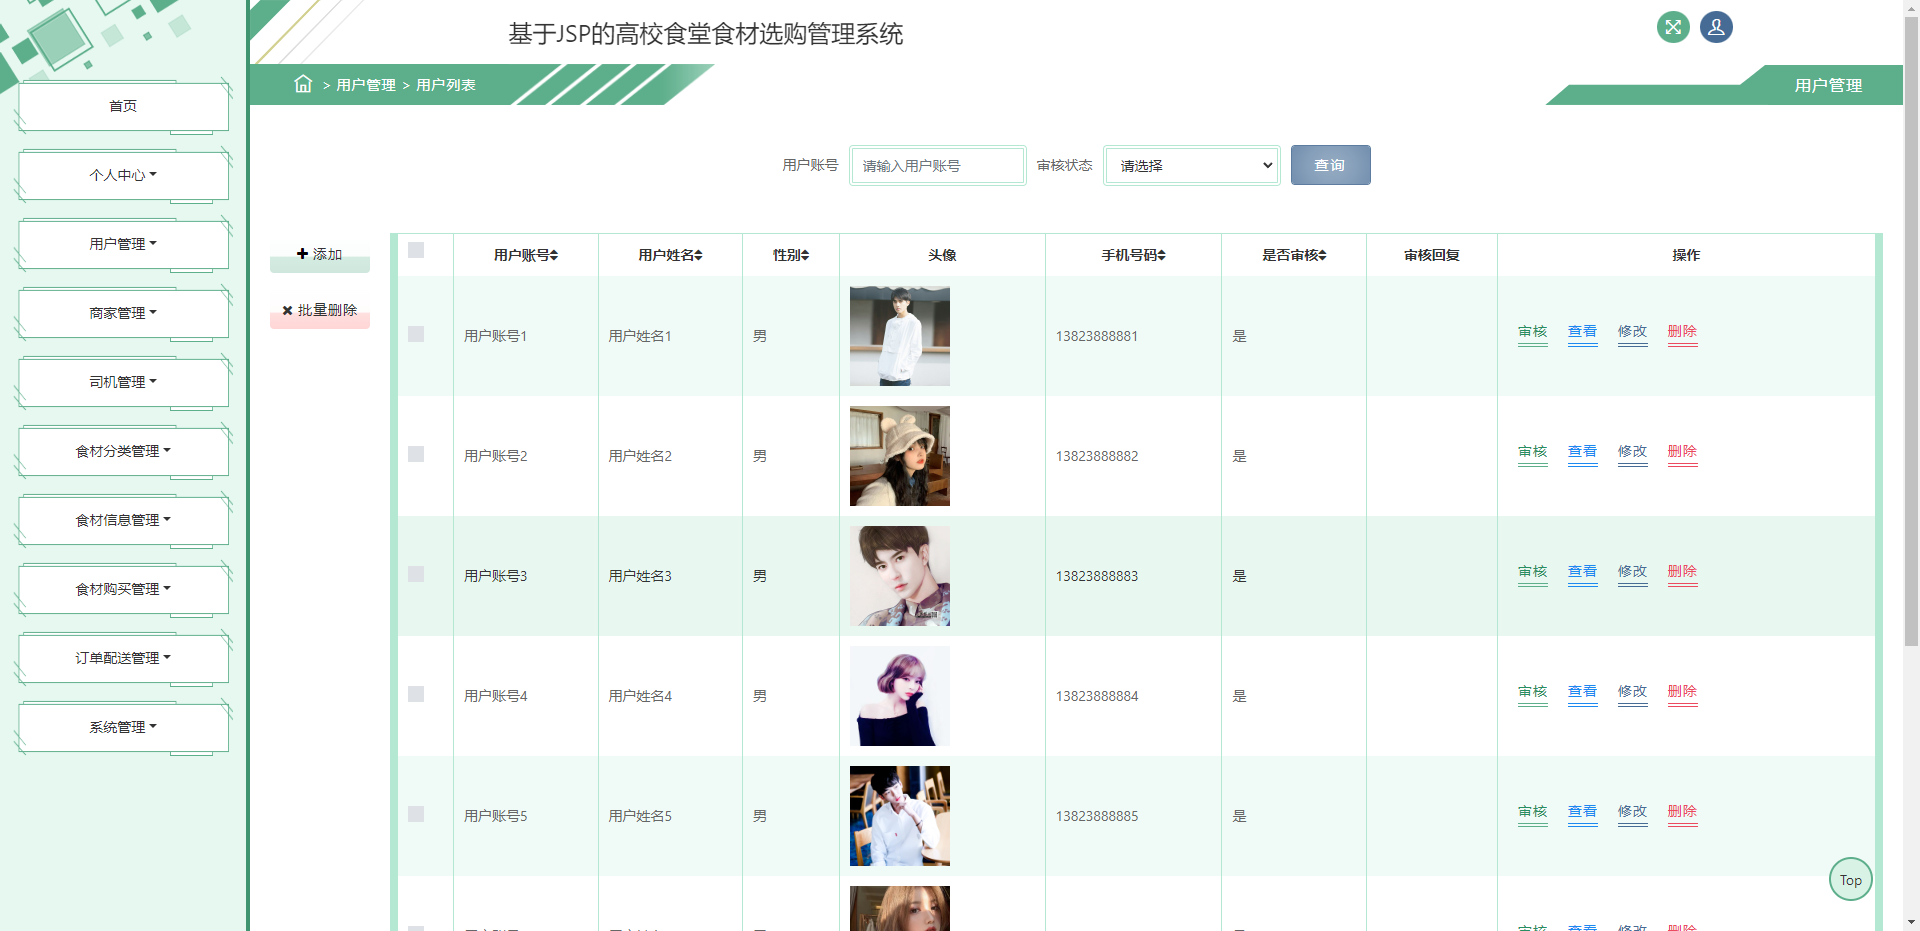 基于JSP的高校食堂食材选购管理系统
> 用户管理 > 用户列表
用户管理
首页
个人中心
用户管理
商家管理
司机管理
食材分类管理
食材信息管理
食材购买管理
订单配送管理
系统管理
用户账号 请输入用户账号 审核状态 请选择 查询
添加
批量删除
用户账号 用户姓名 性别 头像 手机号码 是否审核 审核回复 操作
用户账号1 用户姓名1 男 13823888881 是 审核 查看 修改 删除
用户账号2 用户姓名2 男 13823888882 是 审核 查看 修改 删除
用户账号3 用户姓名3 男 13823888883 是 审核 查看 修改 删除
用户账号4 用户姓名4 男 13823888884 是 审核 查看 修改 删除
用户账号5 用户姓名5 男 13823888885 是 审核 查看 修改 删除
审核 查看 修改 删除
Top